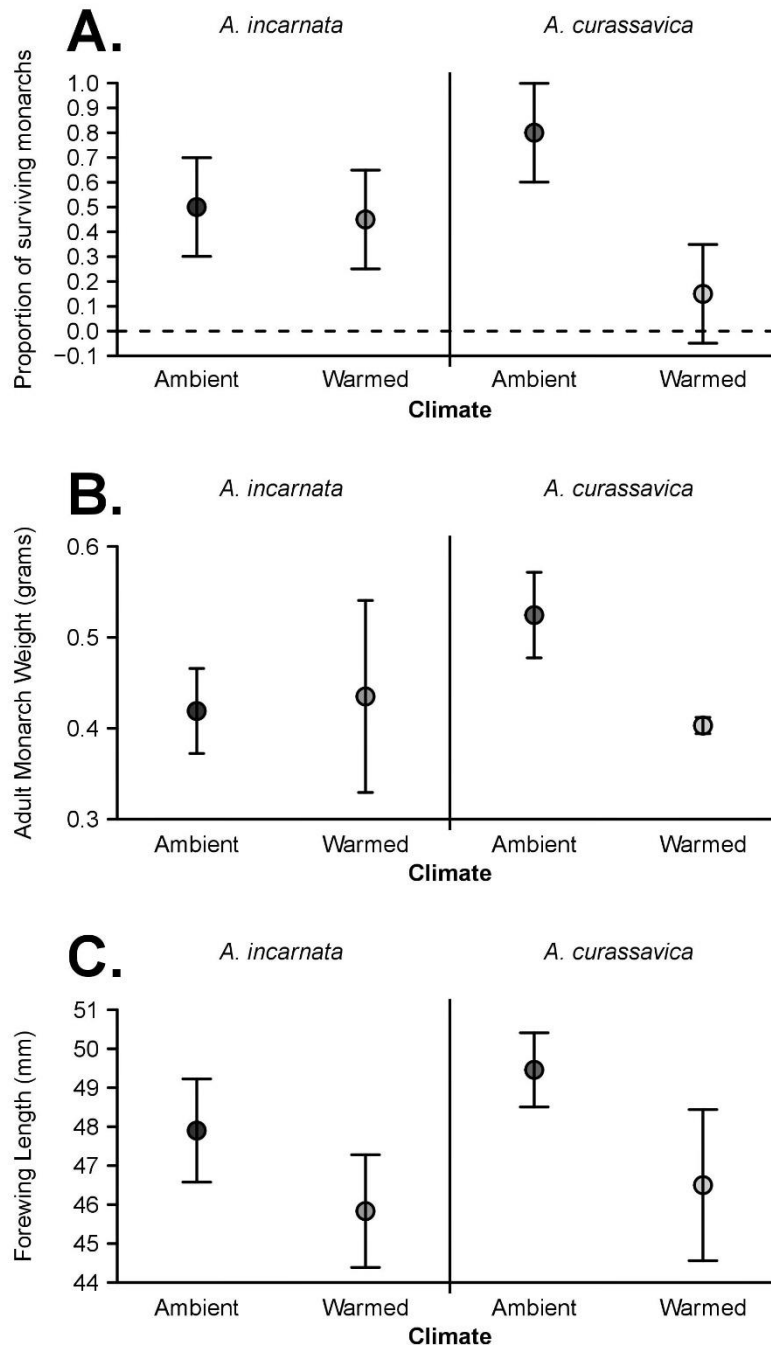 A.
A. incarnata
A. curassavica
Proportion of surviving monarchs
1.0
0.9
0.8
0.7
0.6
0.5
0.4
0.3
0.2
0.1
0.0
−0.1
Ambient
Warmed
Ambient
Warmed
Climate
B.
A. incarnata
A. curassavica
Adult Monarch Weight (grams)
0.6
0.5
0.4
0.3
Ambient
Warmed
Ambient
Warmed
Climate
C.
A. incarnata
A. curassavica
Forewing Length (mm)
51
50
49
48
47
46
45
44
Ambient
Warmed
Ambient
Warmed
Climate